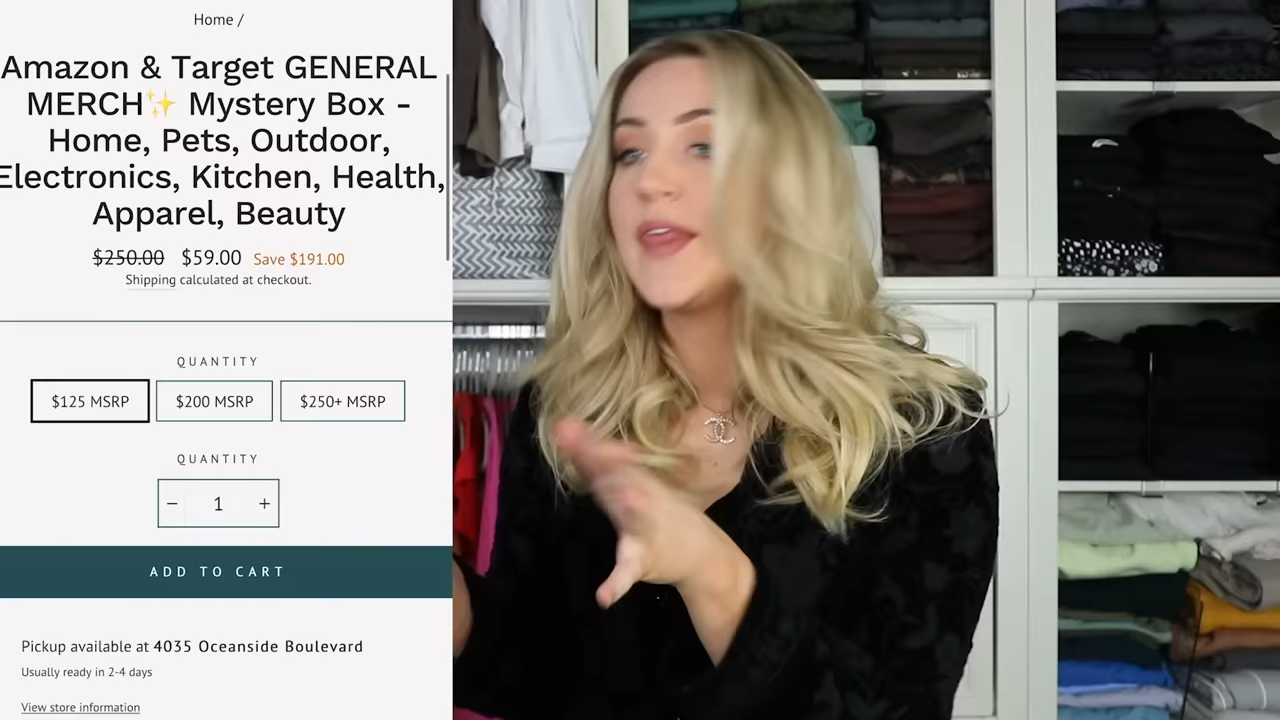 Home /
Amazon & Target GENERAL
MERCH✨ Mystery Box -
Home, Pets, Outdoor,
Electronics, Kitchen, Health,
Apparel, Beauty
$250.00 $59.00 Save $191.00
Shipping calculated at checkout.
QUANTITY
$125 MSRP $200 MSRP $250+ MSRP
QUANTITY
− 1 +
ADD TO CART
Pickup available at 4035 Oceanside Boulevard
Usually ready in 2-4 days
View store information